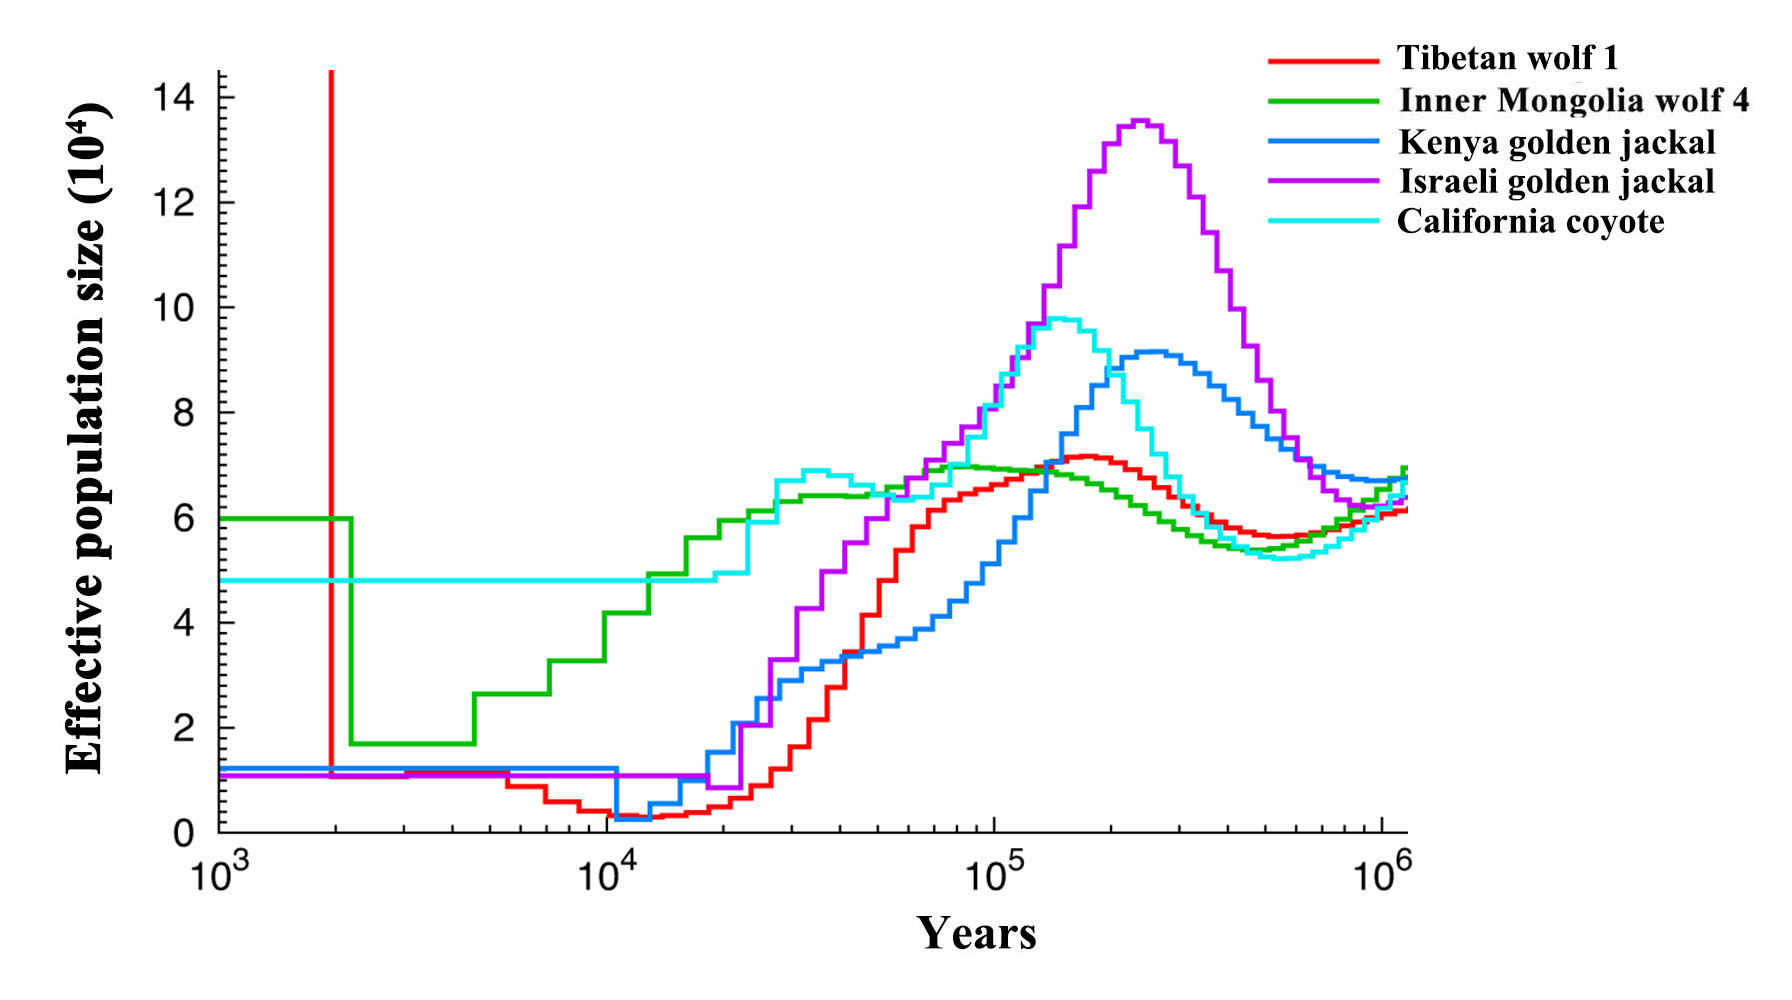 Tibetan wolf 1
Inner Mongolia wolf 4
Kenya golden jackal
Israeli golden jackal
California coyote
Effective population size (10⁴)
14
12
10
8
6
4
2
0
10³ 10⁴ 10⁵ 10⁶
Years